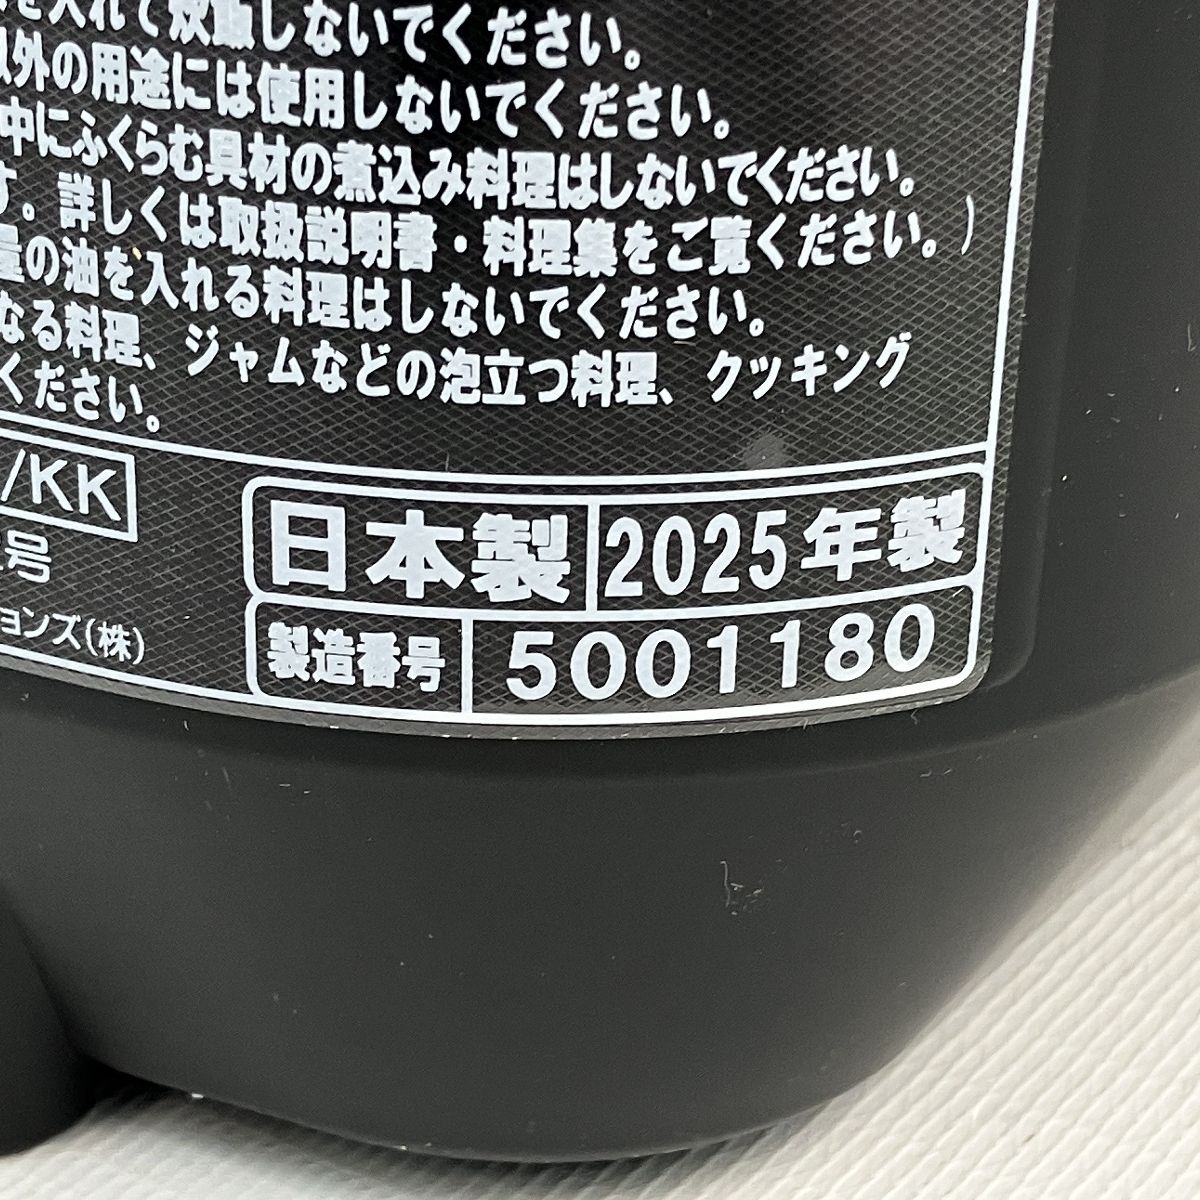 を入れて炊飯しないでください。
以外の用途には使用しないでください。
中にふくらむ具材の煮込み料理はしないでください。
す。詳しくは取扱説明書・料理集をご覧ください。)
量の油を入れる料理はしないでください。
なる料理、ジャムなどの泡立つ料理、クッキング
ください。
/KK
号
日本製 2025年製
ョンズ(株)
製造番号 5001180